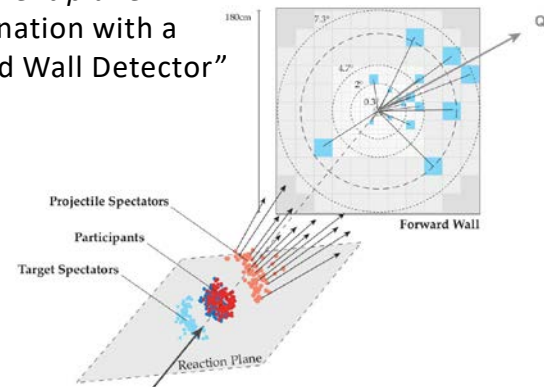 nation with a
d Wall Detector"
180cm
7.3°
4.7°
2°
0.3°
Q
Forward Wall
Projectile Spectators
Participants
Target Spectators
Reaction Plane